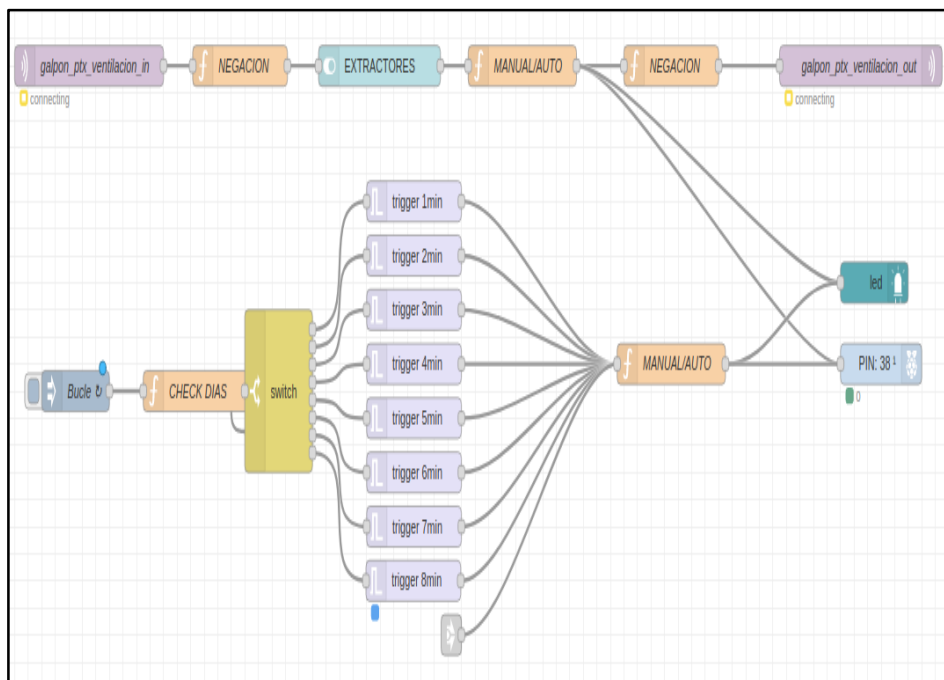 galpon_ptx_ventilacion_in
NEGACION
EXTRACTORES
MANUAL/AUTO
NEGACION
galpon_ptx_ventilacion_out
connecting
connecting
trigger 1min
trigger 2min
trigger 3min
trigger 4min
trigger 5min
trigger 6min
trigger 7min
trigger 8min
Bucle ↻
CHECK DIAS
switch
MANUAL/AUTO
led
PIN: 38 ¹
0